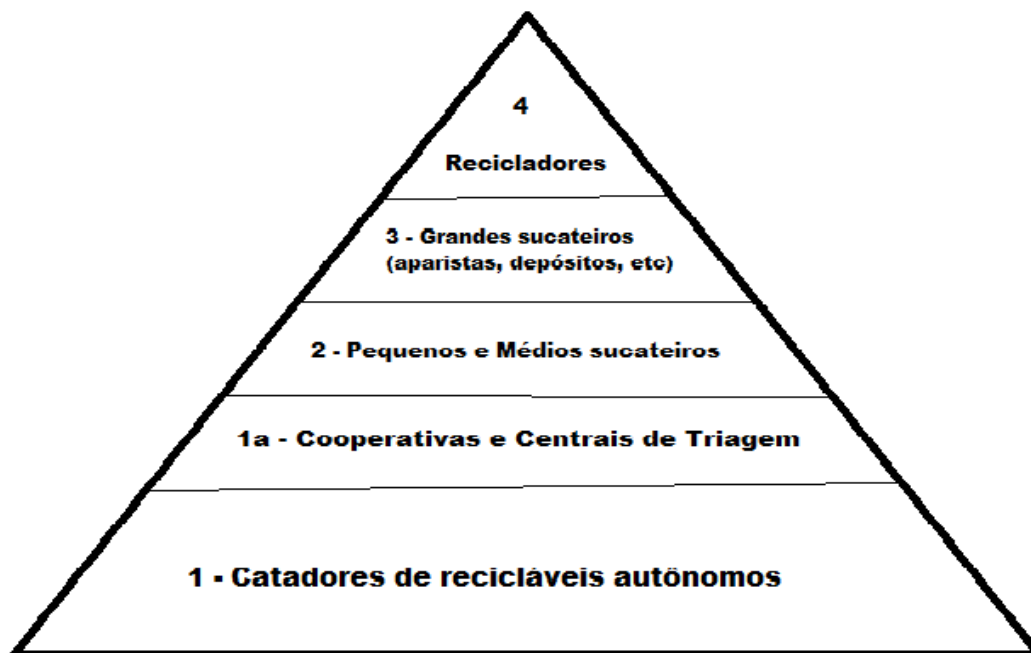 4
Recicladores
3 - Grandes sucateiros
(aparistas, depósitos, etc)
2 - Pequenos e Médios sucateiros
1a - Cooperativas e Centrais de Triagem
1 - Catadores de recicláveis autônomos